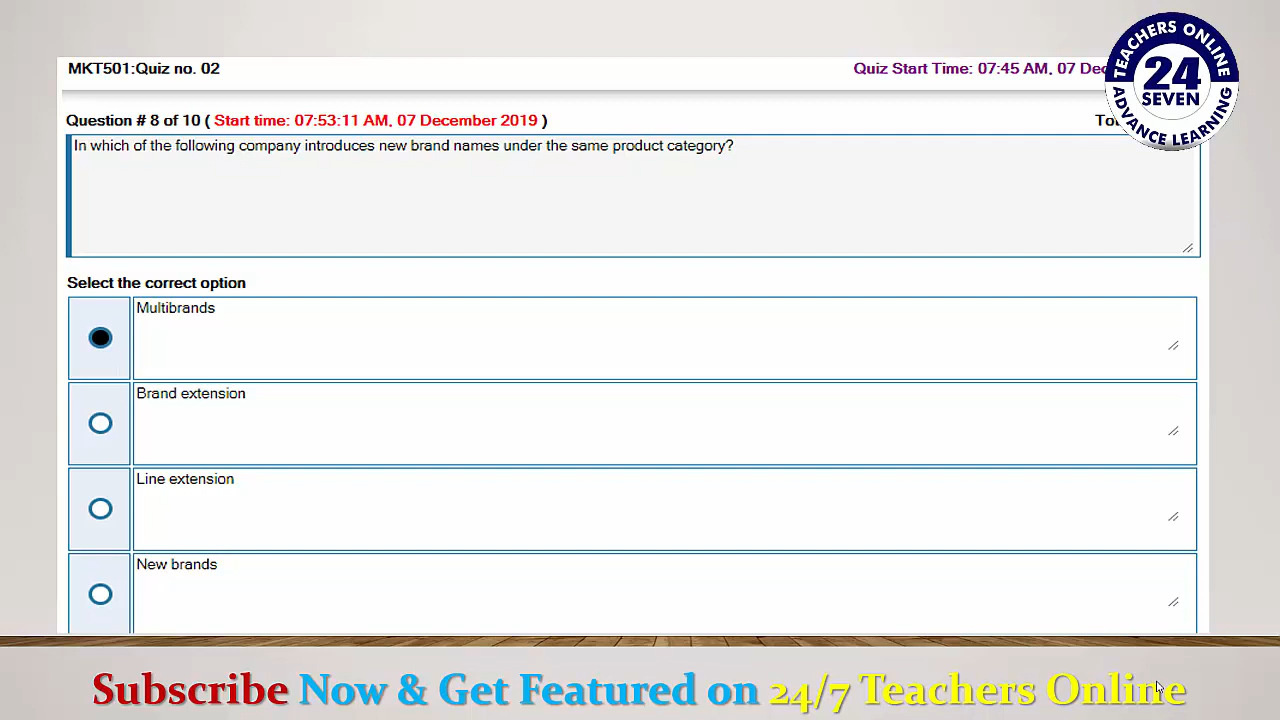 MKT501:Quiz no. 02
Quiz Start Time: 07:45 AM, 07
TEACHERS ONLINE
24
SEVEN
ADVANCE LEARNING
Question # 8 of 10 ( Start time: 07:53:11 AM, 07 December 2019 )
In which of the following company introduces new brand names under the same product category?
Select the correct option
Multibrands
Brand extension
Line extension
New brands
Subscribe Now & Get Featured on 24/7 Teachers Online